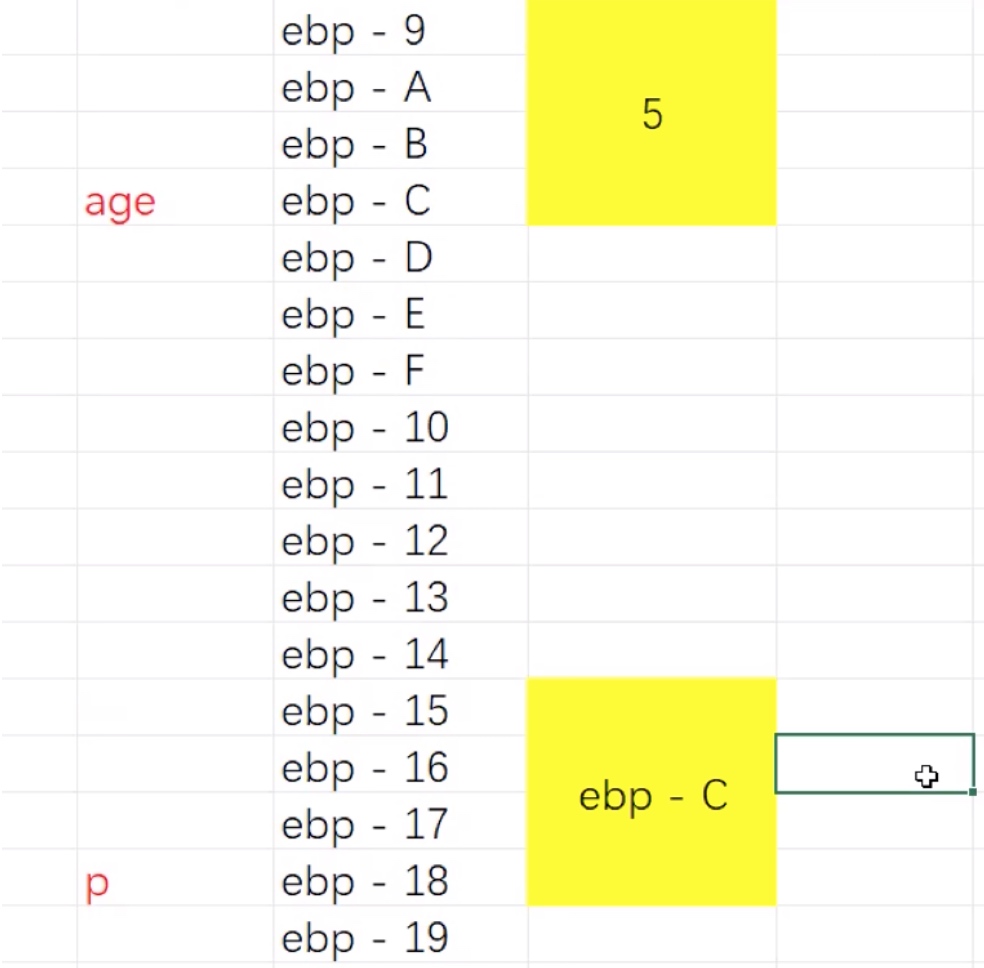 ebp - 9
ebp - A
5
ebp - B
age ebp - C
ebp - D
ebp - E
ebp - F
ebp - 10
ebp - 11
ebp - 12
ebp - 13
ebp - 14
ebp - 15
ebp - 16
ebp - C
ebp - 17
p ebp - 18
ebp - 19